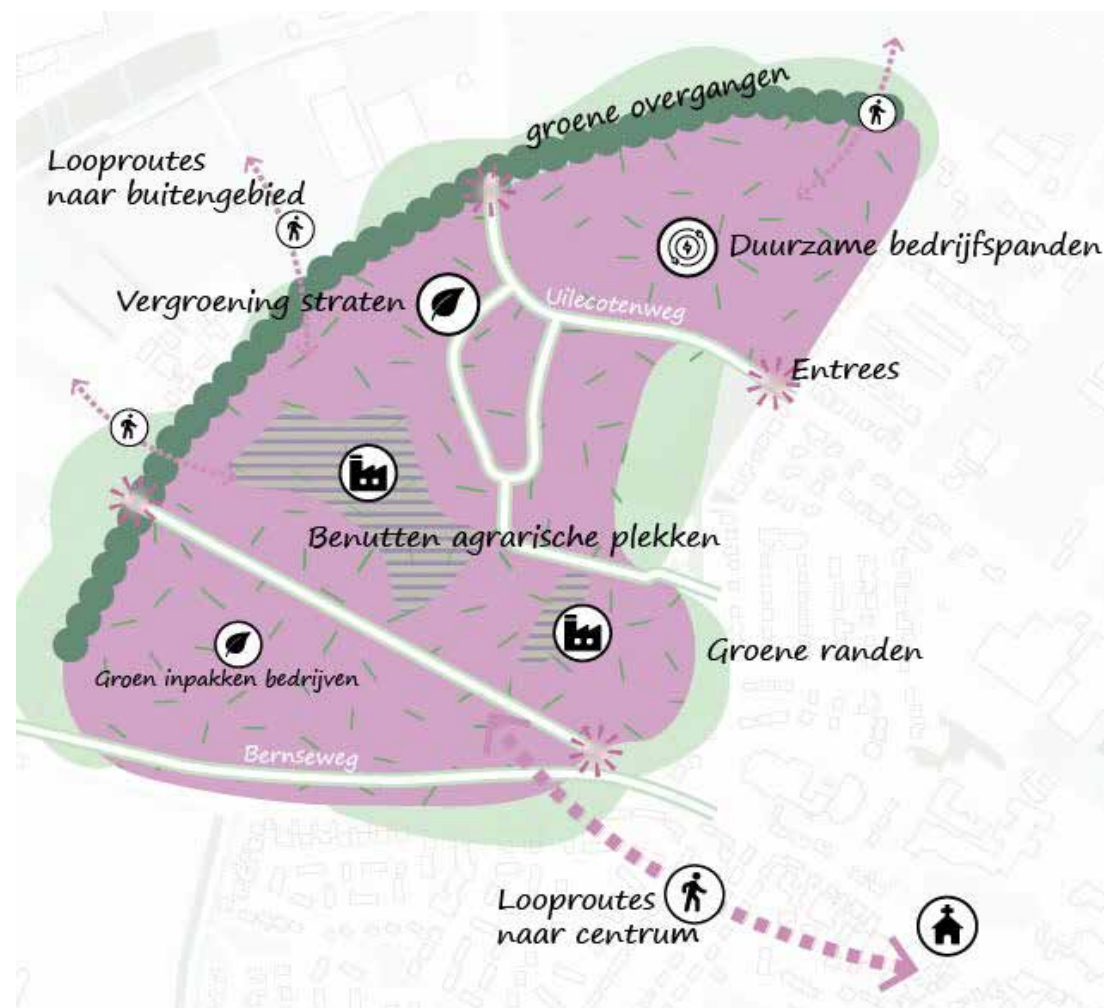 groene overgangen
Looproutes
naar buitengebied
Duurzame bedrijfspanden
Vergroening straten
Uilecotenweg
Entrees
Benutten agrarische plekken
Groene randen
Groen inpakken bedrijven
Bernseweg
Looproutes
naar centrum